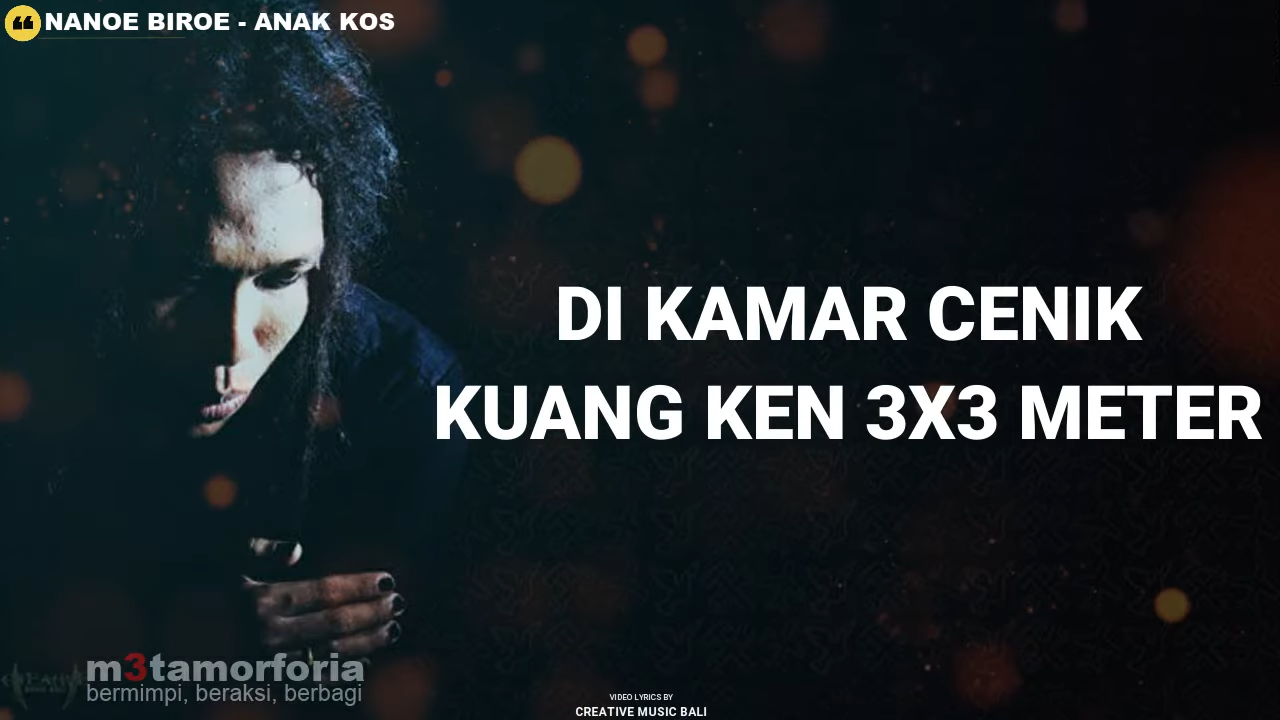 NANOE BIROE - ANAK KOS
DI KAMAR CENIK
KUANG KEN 3X3 METER
m3tamorforia
bermimpi, beraksi, berbagi
VIDEO LYRICS BY
CREATIVE MUSIC BALI